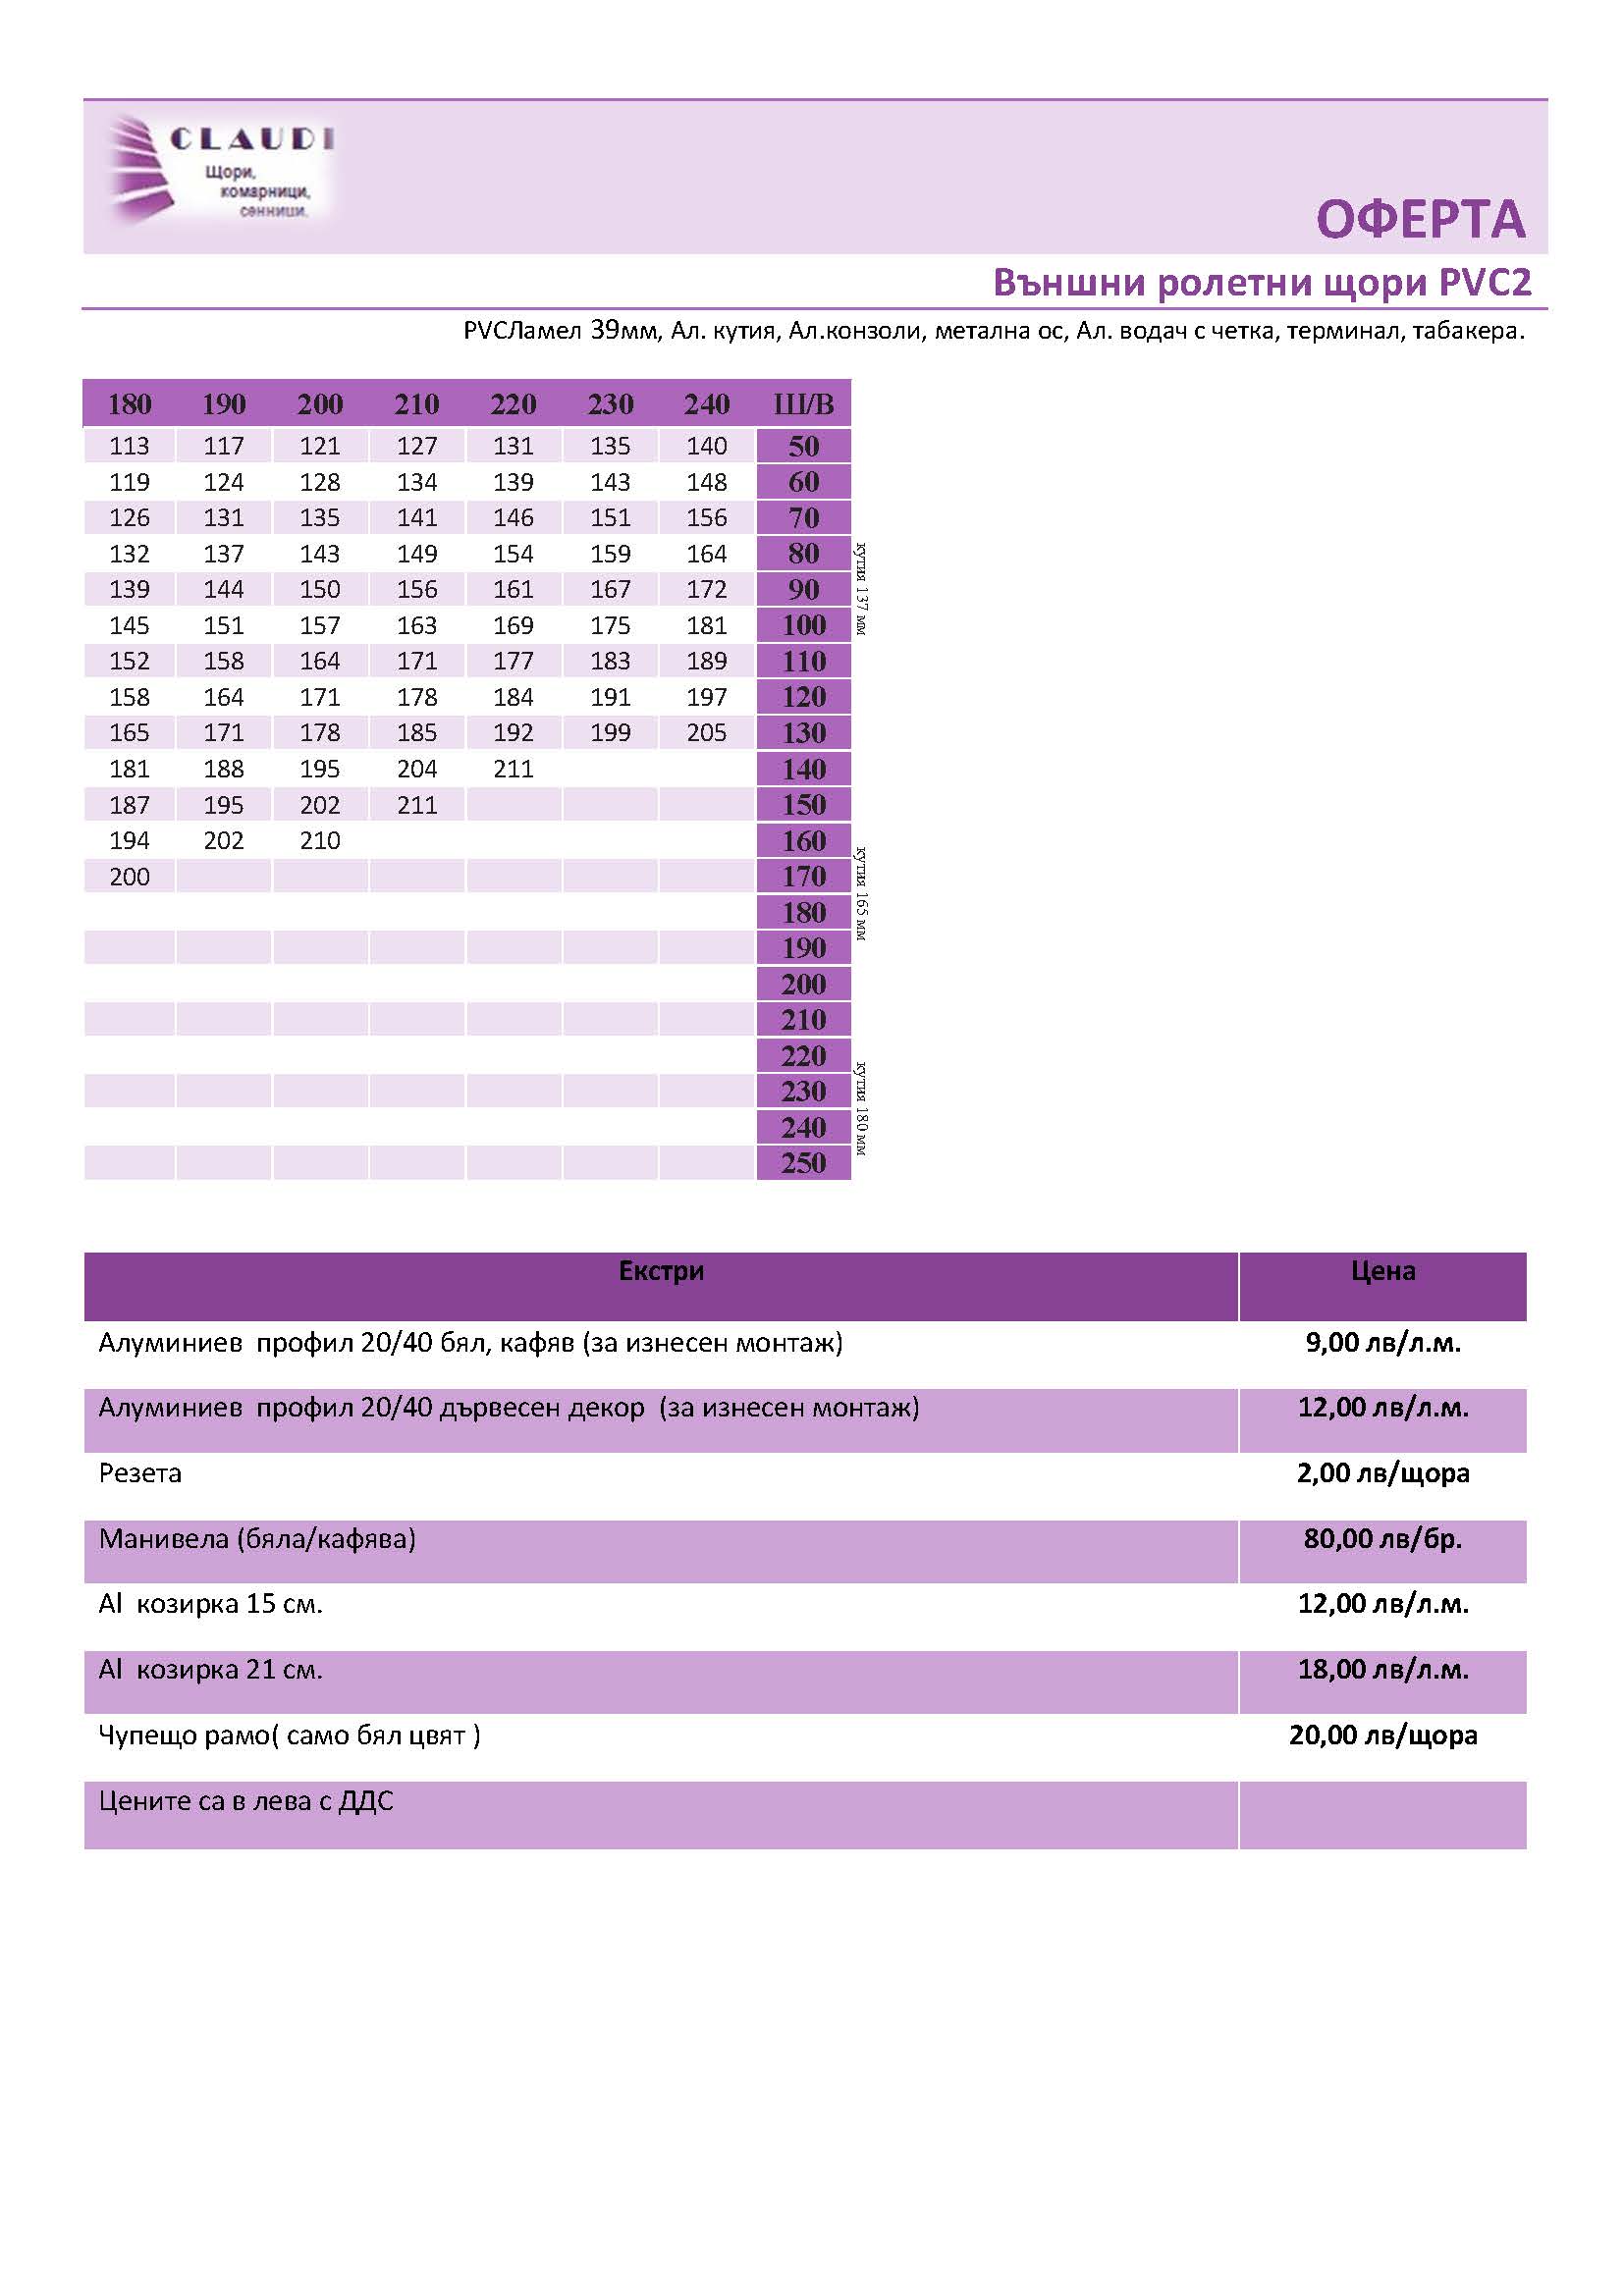 CLAUDI
Щори,
комарници,
сенници.
ОФЕРТА
Външни ролетни щори PVC2
PVCЛамел 39мм, Ал. кутия, Ал.конзоли, метална ос, Ал. водач с четка, терминал, табакера.
180 190 200 210 220 230 240 Ш/В
113 117 121 127 131 135 140 50
119 124 128 134 139 143 148 60
126 131 135 141 146 151 156 70
132 137 143 149 154 159 164 80
139 144 150 156 161 167 172 90
145 151 157 163 169 175 181 100
152 158 164 171 177 183 189 110
158 164 171 178 184 191 197 120
165 171 178 185 192 199 205 130
181 188 195 204 211 140
187 195 202 211 150
194 202 210 160
200 170
180
190
200
210
220
230
240
250
кутия 137 мм
кутия 165 мм
кутия 180 мм
Екстри Цена
Алуминиев профил 20/40 бял, кафяв (за изнесен монтаж) 9,00 лв/л.м.
Алуминиев профил 20/40 дървесен декор (за изнесен монтаж) 12,00 лв/л.м.
Резета 2,00 лв/щора
Манивела (бяла/кафява) 80,00 лв/бр.
Al козирка 15 см. 12,00 лв/л.м.
Al козирка 21 см. 18,00 лв/л.м.
Чупещо рамо( само бял цвят ) 20,00 лв/щора
Цените са в лева с ДДС